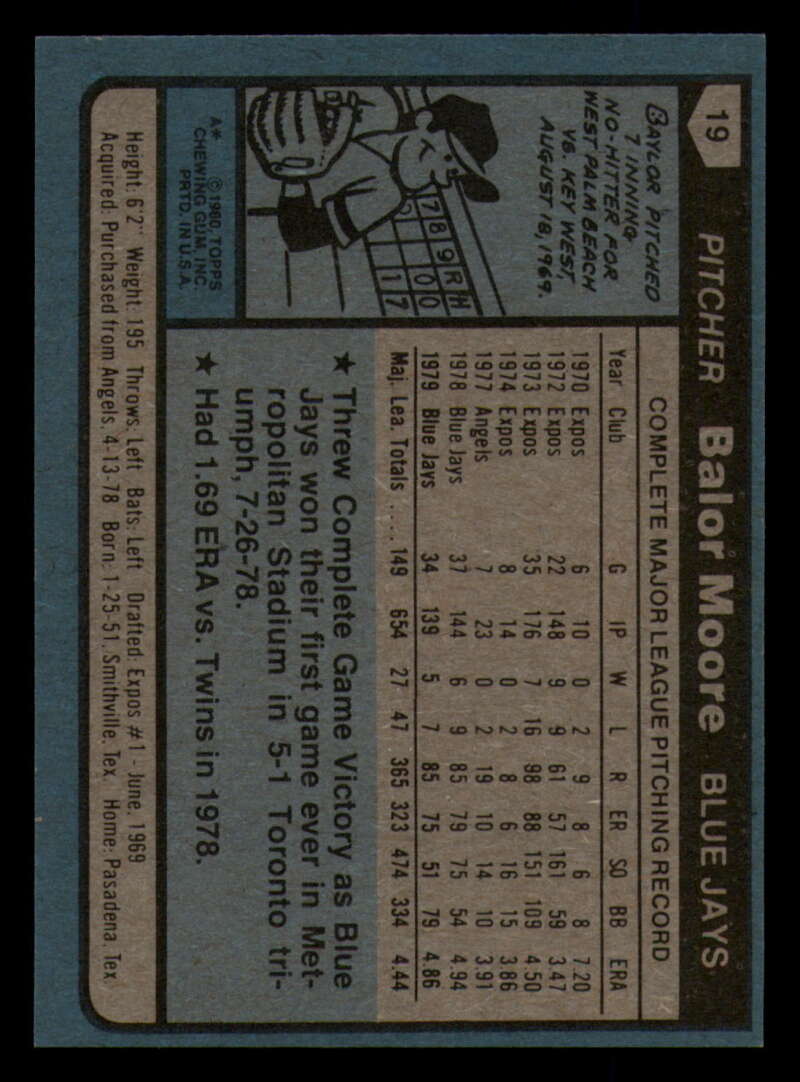 19 PITCHER Balor Moore BLUE JAYS
BAYLOR PITCHED
7 INNING
NO-HITTER FOR
WEST PALM BEACH
VS. KEY WEST,
AUGUST 18, 1969.
7 8 9 R H
0 0
1 7
A* © 1980, TOPPS
CHEWING GUM, INC.
PRTD. IN U.S.A.
COMPLETE MAJOR LEAGUE PITCHING RECORD
Year Club G IP W L R ER SO BB ERA
1970 Expos 6 10 0 2 9 8 6 8 7.20
1972 Expos 22 148 9 9 61 57 161 59 3.47
1973 Expos 35 176 7 16 98 88 151 109 4.50
1974 Expos 8 14 0 2 8 6 16 15 3.86
1977 Angels 7 23 0 2 19 10 14 10 3.91
1978 Blue Jays 37 144 6 9 85 79 75 54 4.94
1979 Blue Jays 34 139 5 7 85 75 51 79 4.86
Maj. Lea. Totals ..... 149 654 27 47 365 323 474 334 4.44
★ Threw Complete Game Victory as Blue
Jays won their first game ever in Met-
ropolitan Stadium in 5-1 Toronto tri-
umph, 7-26-78.
★ Had 1.69 ERA vs. Twins in 1978.
Height: 6'2" Weight: 195 Throws: Left Bats: Left Drafted: Expos #1 - June, 1969
Acquired: Purchased from Angels, 4-13-78 Born: 1-25-51, Smithville, Tex. Home: Pasadena, Tex.